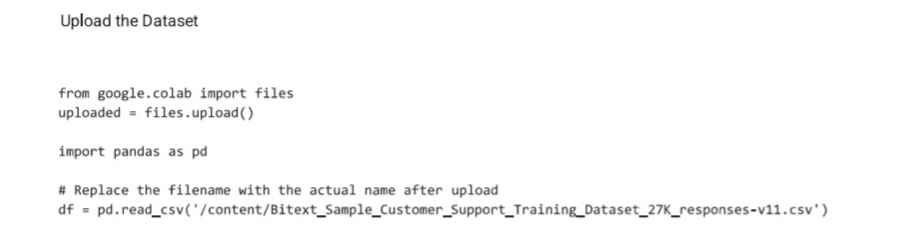 Upload the Dataset
from google.colab import files
uploaded = files.upload()
import pandas as pd
# Replace the filename with the actual name after upload
df = pd.read_csv('/content/Bitext_Sample_Customer_Support_Training_Dataset_27K_responses-v11.csv')